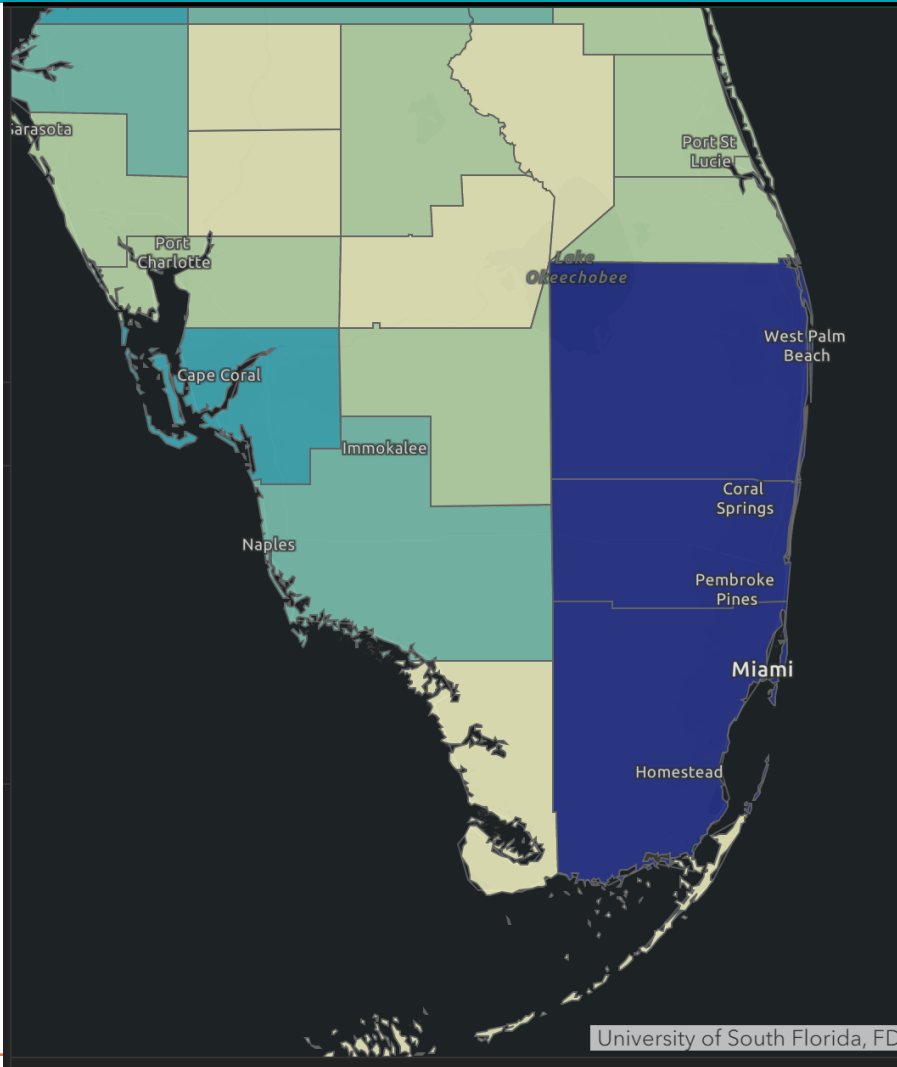 Sarasota
Port St
Lucie
Port
Charlotte
Lake
Okeechobee
West Palm
Beach
Cape Coral
Immokalee
Coral
Springs
Naples
Pembroke
Pines
Miami
Homestead
University of South Florida, FD